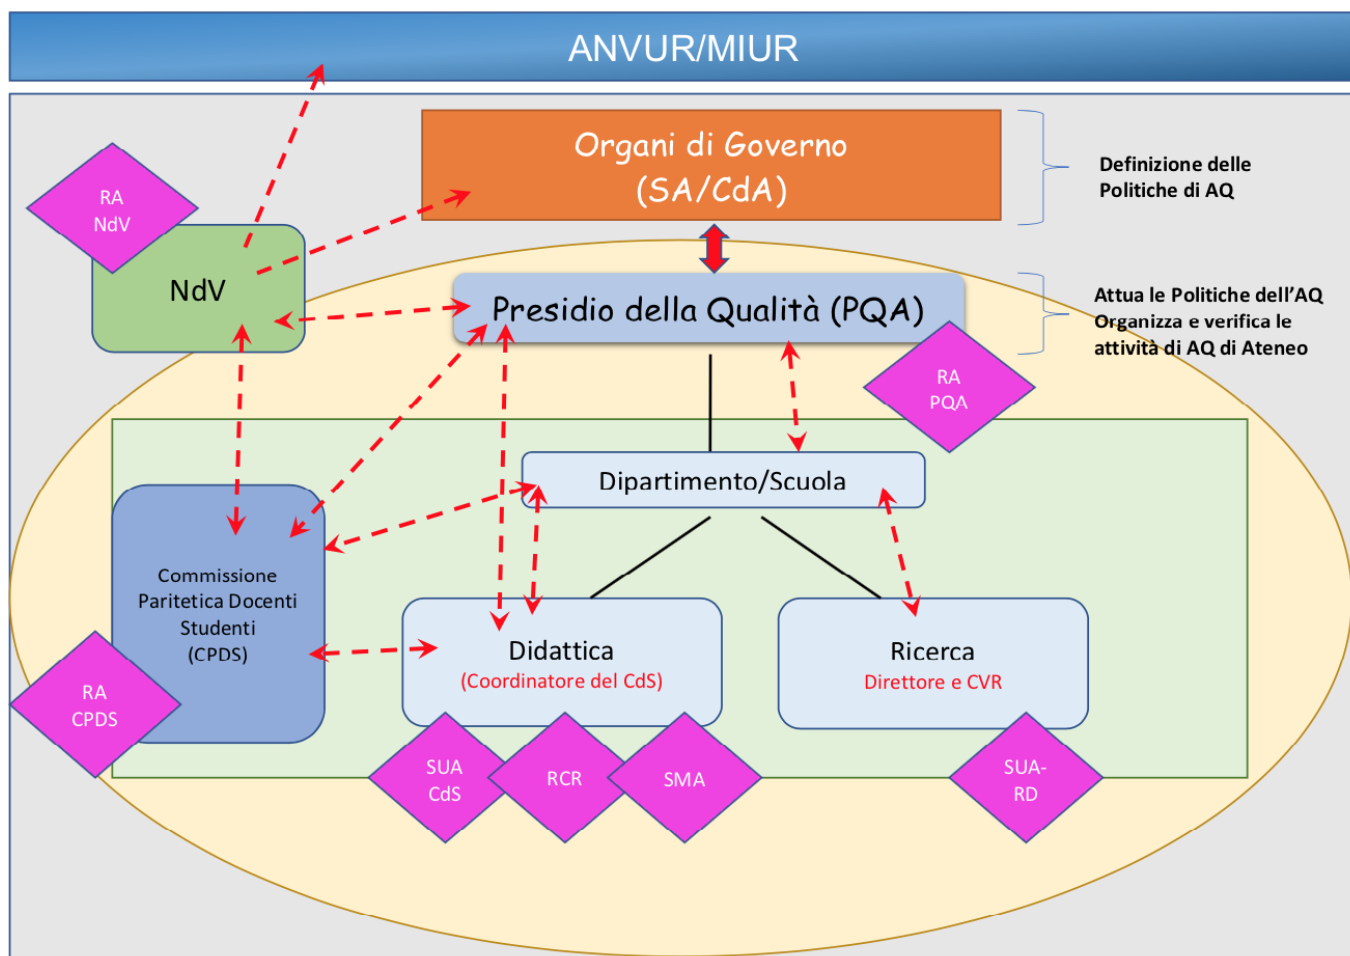 ANVUR/MIUR
Organi di Governo
(SA/CdA)
Definizione delle
Politiche di AQ
RA
NdV
NdV
Presidio della Qualità (PQA)
Attua le Politiche dell'AQ
Organizza e verifica le
attività di AQ di Ateneo
RA
PQA
Dipartimento/Scuola
Commissione
Paritetica Docenti
Studenti
(CPDS)
RA
CPDS
Didattica
(Coordinatore del CdS)
Ricerca
Direttore e CVR
SUA
CdS
RCR
SMA
SUA-
RD